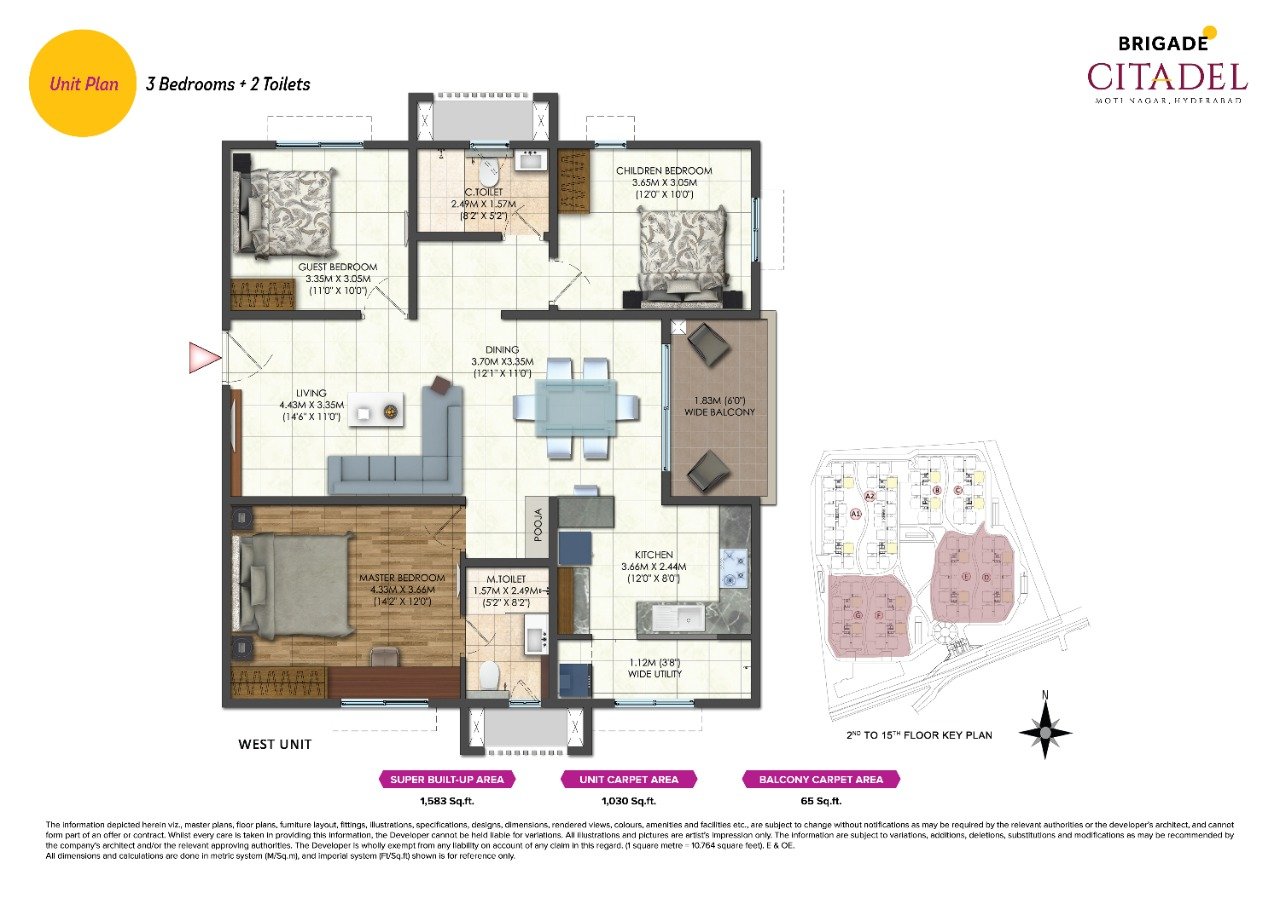 Unit Plan
3 Bedrooms + 2 Toilets
BRIGADE
CITADEL
MOTI NAGAR, HYDERABAD
GUEST BEDROOM
3.35M X 3.05M
(11'0" X 10'0")
C.TOILET
2.49M X 1.57M
(8'2" X 5'2")
CHILDREN BEDROOM
3.65M X 3.05M
(12'0" X 10'0")
DINING
3.70M X3.35M
(12'1" X 11'0")
LIVING
4.43M X 3.35M
(14'6" X 11'0")
1.83M (6'0")
WIDE BALCONY
POOJA
KITCHEN
3.66M X 2.44M
(12'0" X 8'0")
MASTER BEDROOM
4.33M X 3.66M
(14'2" X 12'0")
M.TOILET
1.57M X 2.49M
(5'2" X 8'2")
1.12M (3'8")
WIDE UTILITY
A2
A1
B
C
E
D
G
F
N
2ND TO 15TH FLOOR KEY PLAN
WEST UNIT
SUPER BUILT-UP AREA
1,583 Sq.ft.
UNIT CARPET AREA
1,030 Sq.ft.
BALCONY CARPET AREA
65 Sq.ft.
The information depicted herein viz., master plans, floor plans, furniture layout, fittings, illustrations, specifications, designs, dimensions, rendered views, colours, amenities and facilities etc., are subject to change without notifications as may be required by the relevant authorities or the developer's architect, and cannot
form part of an offer or contract. Whilst every care is taken in providing this information, the Developer cannot be held liable for variations. All illustrations and pictures are artist's impression only. The information are subject to variations, additions, deletions, substitutions and modifications as may be recommended by
the company's architect and/or the relevant approving authorities. The Developer is wholly exempt from any liability on account of any claim in this regard. (1 square metre = 10.764 square feet). E & OE.
All dimensions and calculations are done in metric system (M/Sq.m), and imperial system (Ft/Sq.ft) shown is for reference only.